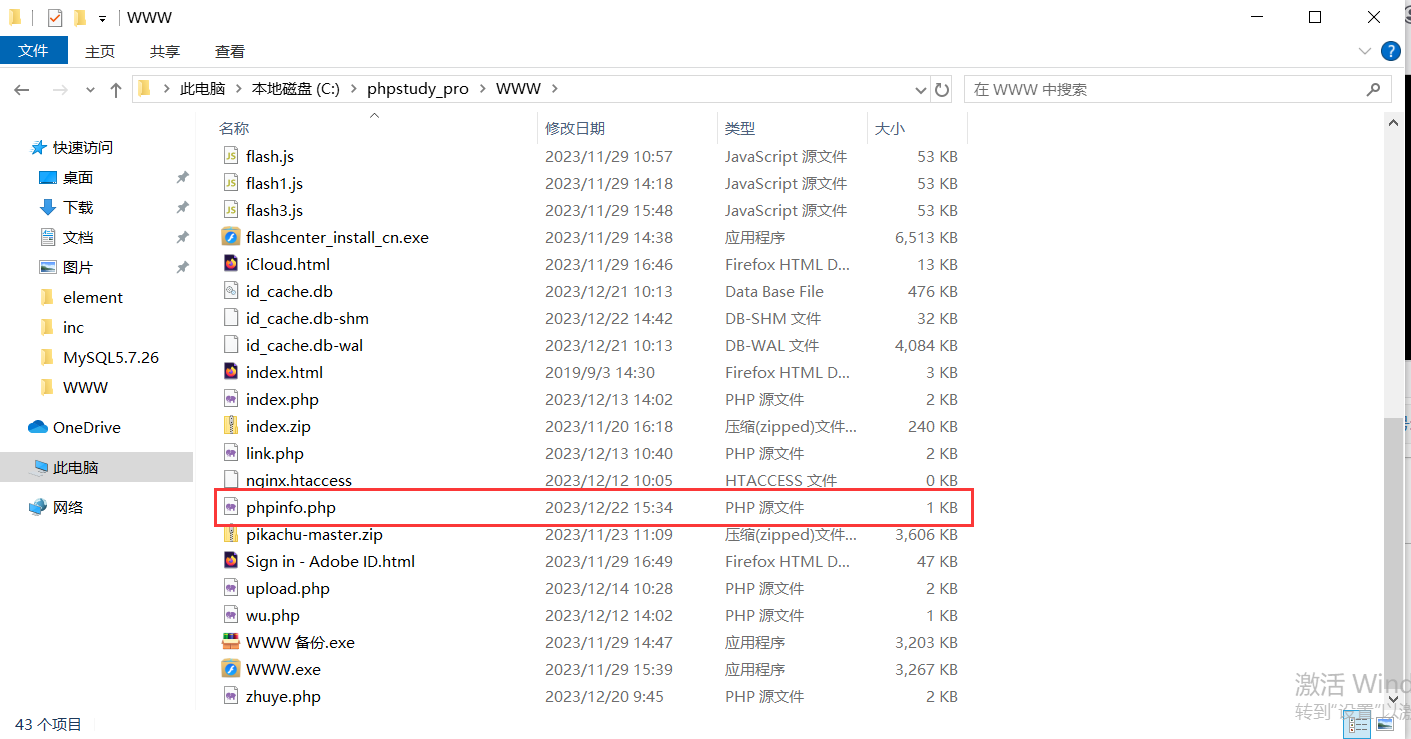 WWW
文件 主页 共享 查看
此电脑 > 本地磁盘 (C:) > phpstudy_pro > WWW >
在 WWW 中搜索
快速访问
桌面
下载
文档
图片
element
inc
MySQL5.7.26
WWW
OneDrive
此电脑
网络
名称 修改日期 类型 大小
flash.js 2023/11/29 10:57 JavaScript 源文件 53 KB
flash1.js 2023/11/29 14:18 JavaScript 源文件 53 KB
flash3.js 2023/11/29 15:48 JavaScript 源文件 53 KB
flashcenter_install_cn.exe 2023/11/29 14:38 应用程序 6,513 KB
iCloud.html 2023/11/29 16:46 Firefox HTML D... 13 KB
id_cache.db 2023/12/21 10:13 Data Base File 476 KB
id_cache.db-shm 2023/12/22 14:42 DB-SHM 文件 32 KB
id_cache.db-wal 2023/12/21 10:13 DB-WAL 文件 4,084 KB
index.html 2019/9/3 14:30 Firefox HTML D... 3 KB
index.php 2023/12/13 14:02 PHP 源文件 2 KB
index.zip 2023/11/20 16:18 压缩(zipped)文件... 240 KB
link.php 2023/12/13 10:40 PHP 源文件 2 KB
nginx.htaccess 2023/12/12 10:05 HTACCESS 文件 0 KB
phpinfo.php 2023/12/22 15:34 PHP 源文件 1 KB
pikachu-master.zip 2023/11/23 11:09 压缩(zipped)文件... 3,606 KB
Sign in - Adobe ID.html 2023/11/29 16:49 Firefox HTML D... 47 KB
upload.php 2023/12/14 10:28 PHP 源文件 2 KB
wu.php 2023/12/12 14:02 PHP 源文件 1 KB
WWW 备份.exe 2023/11/29 14:47 应用程序 3,203 KB
WWW.exe 2023/11/29 15:39 应用程序 3,267 KB
zhuye.php 2023/12/20 9:45 PHP 源文件 2 KB
激活 Wind
转到"设置"以激
43 个项目